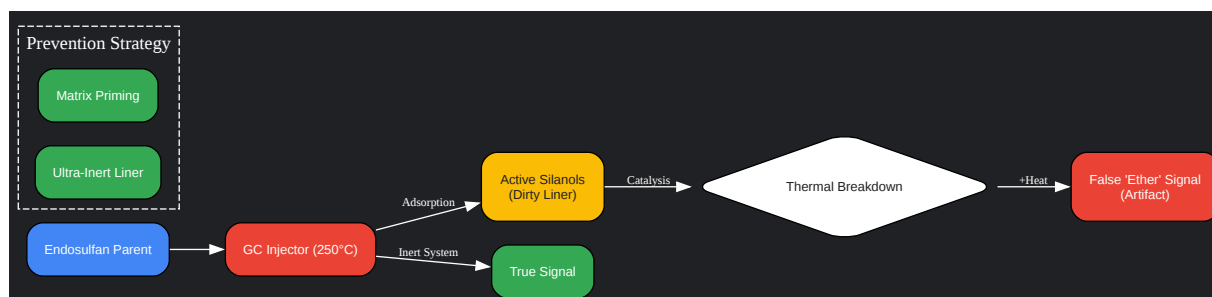 Prevention Strategy
Matrix Priming
Ultra-Inert Liner
Endosulfan Parent
GC Injector (250°C)
Adsorption
Inert System
Active Silanols
(Dirty Liner)
True Signal
Catalysis
Thermal Breakdown
+Heat
False 'Ether' Signal
(Artifact)